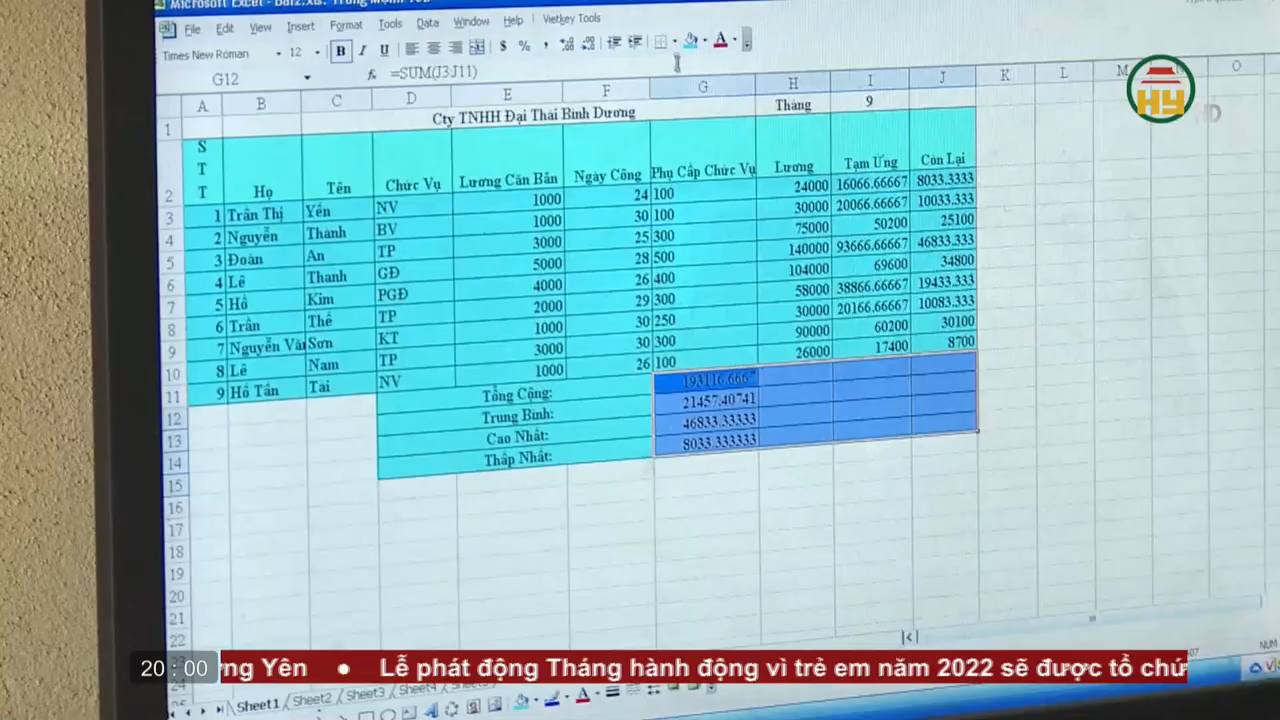 Microsoft Excel
File Edit View Insert Format Tools Data Window Help Vietkey Tools
Times New Roman 12 B I U $ % ,
G12 fx =SUM(J3:J11)
A B C D E F G H I J K L M O
1 Cty TNHH Đại Thái Bình Dương Tháng 9
2 STT Họ Tên Chức Vụ Lương Căn Bản Ngày Công Phụ Cấp Chức Vụ Lương Tạm Ứng Còn Lại
3 1 Trần Thị Yến NV 1000 24 100 24000 16066.66667 8033.3333
4 2 Nguyễn Thành BV 1000 30 100 30000 20066.66667 10033.333
5 3 Đoàn An TP 3000 25 300 75000 50200 25100
6 4 Lê Thanh GĐ 5000 28 500 140000 93666.66667 46833.333
7 5 Hồ Kim PGĐ 4000 26 400 104000 69600 34800
8 6 Trần Thế TP 2000 29 300 58000 38866.66667 19433.333
9 7 Nguyễn Văn Sơn KT 1000 30 250 30000 20166.66667 10083.333
10 8 Lê Nam TP 3000 30 300 90000 60200 30100
11 9 Hồ Tấn Tài NV 1000 26 100 26000 17400 8700
12 Tổng Cộng: 193116.6667
13 Trung Bình: 21457.40741
14 Cao Nhất: 46833.33333
15 Thấp Nhất: 8033.333333
16
17
18
19
20
21
22
HY HD
NUM
20:00 ng Yên ● Lễ phát động Tháng hành động vì trẻ em năm 2022 sẽ được tổ chứ
Sheet1 Sheet2 Sheet3 Sheet4